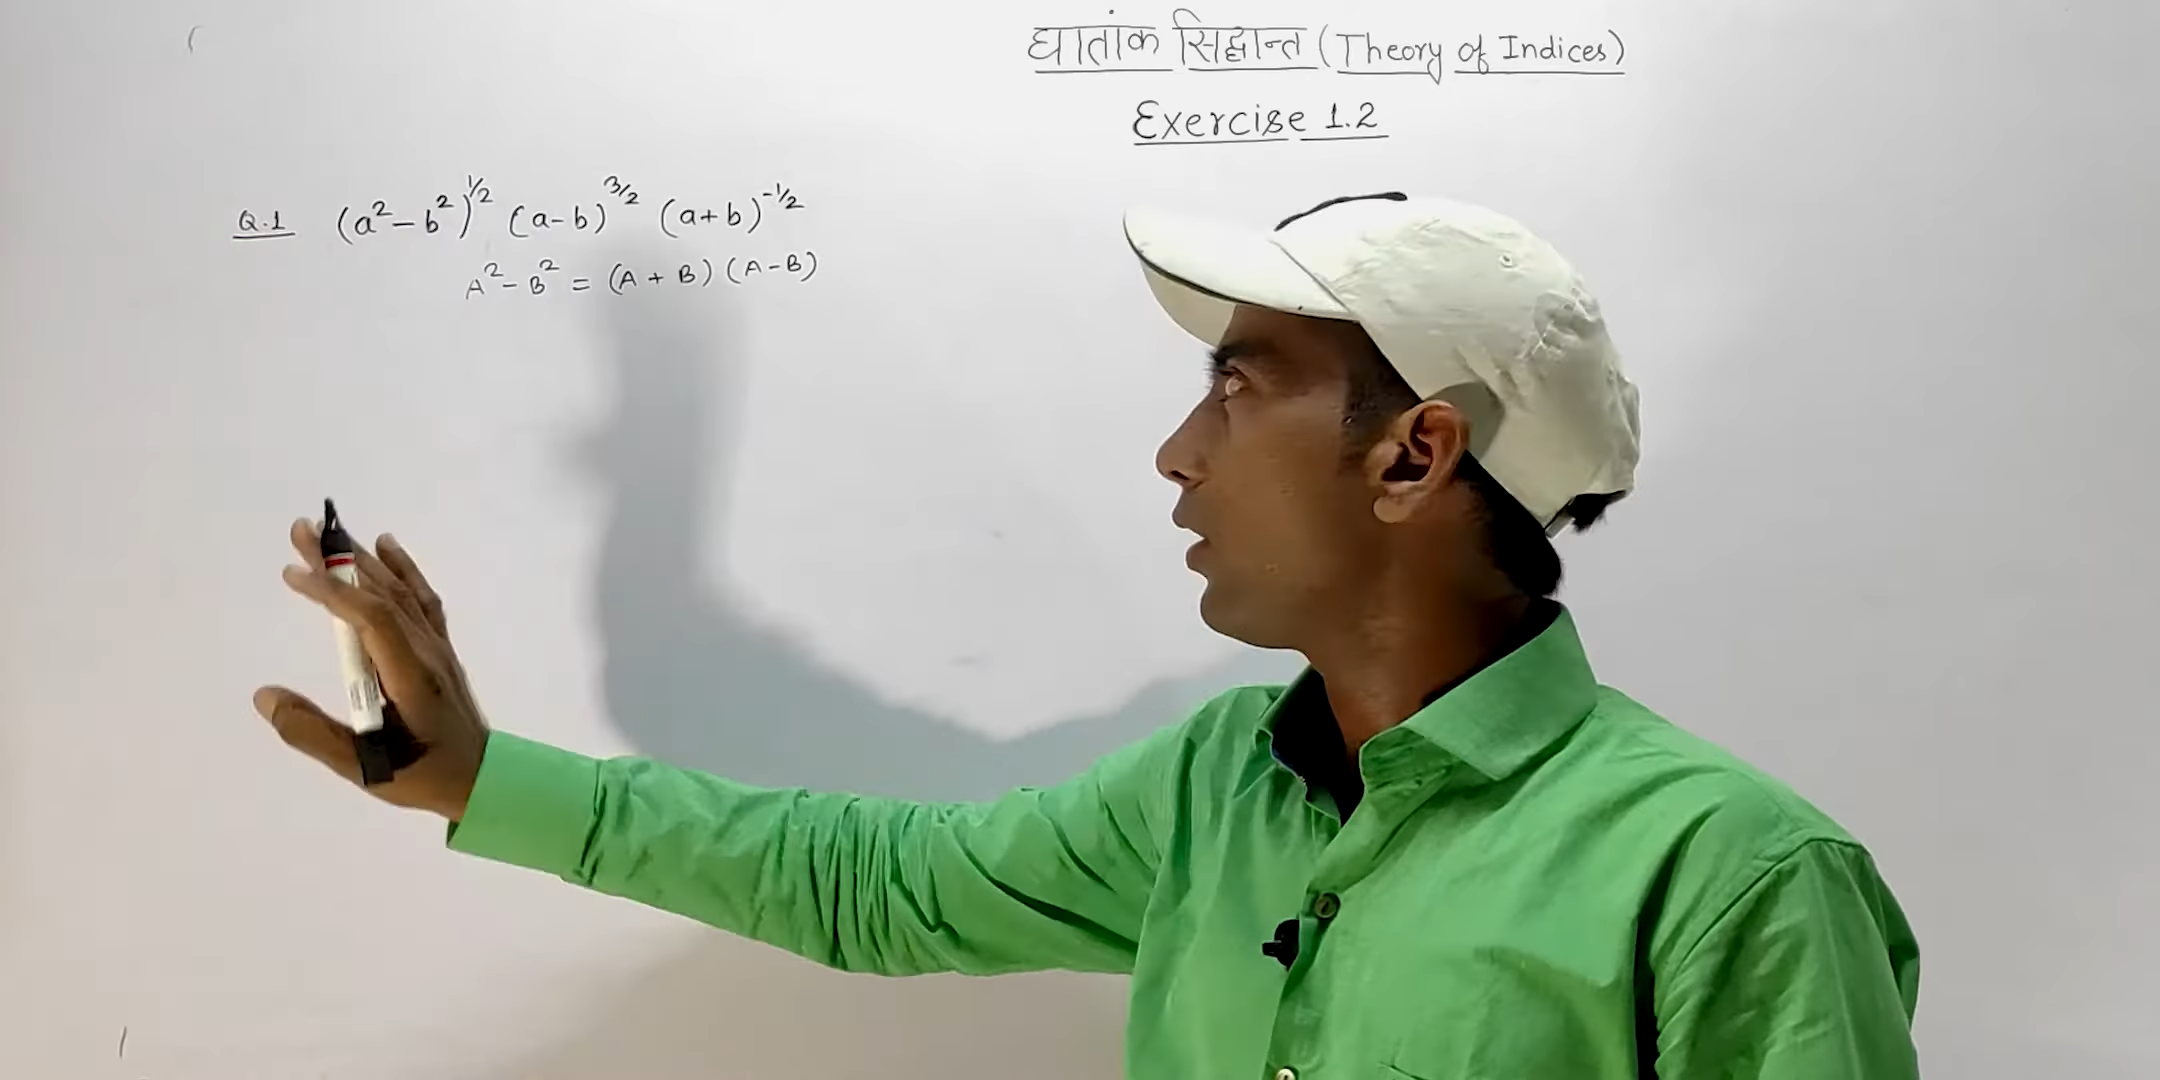 घातांक सिद्धान्त (Theory of Indices)
Exercise 1.2
Q.1 (a²-b²)^1/2 (a-b)^3/2 (a+b)^-1/2
A²-B² = (A+B)(A-B)